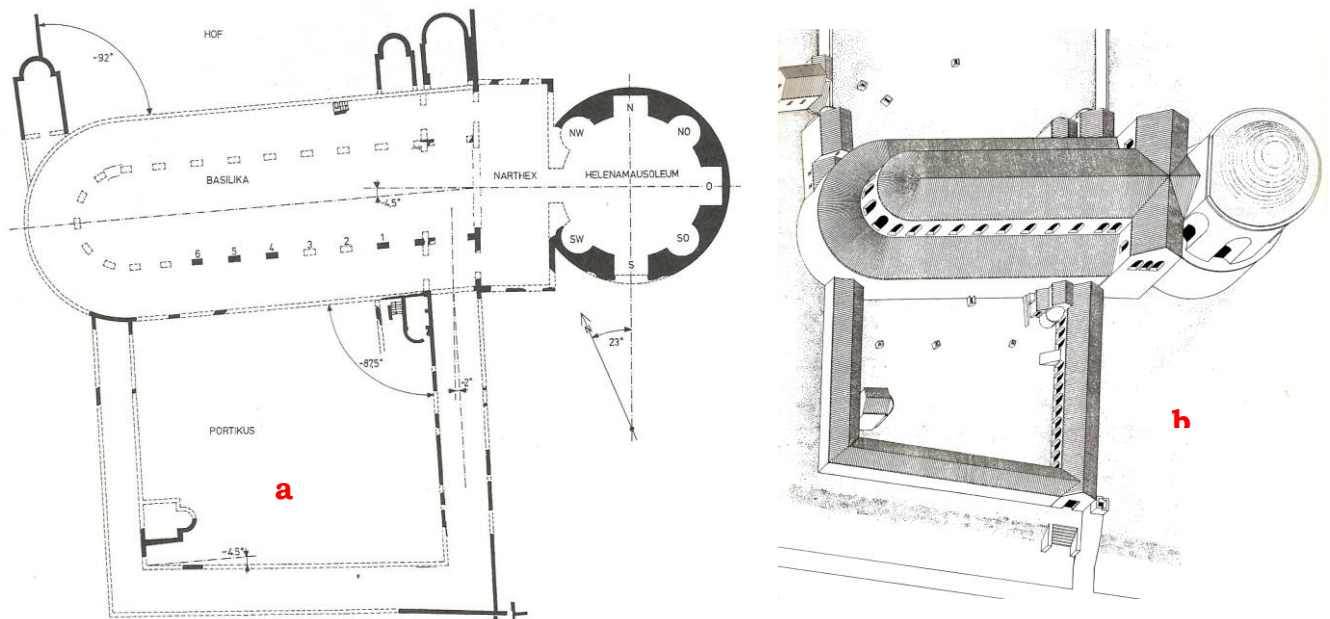 HOF
~92°
N
NW
NO
BASILIKA
NARTHEX
HELENAMAUSOLEUM
O
~4,5°
6
5
4
3
2
1
SW
SO
S
23°
~87,5°
~2°
PORTIKUS
a
b
~4,5°